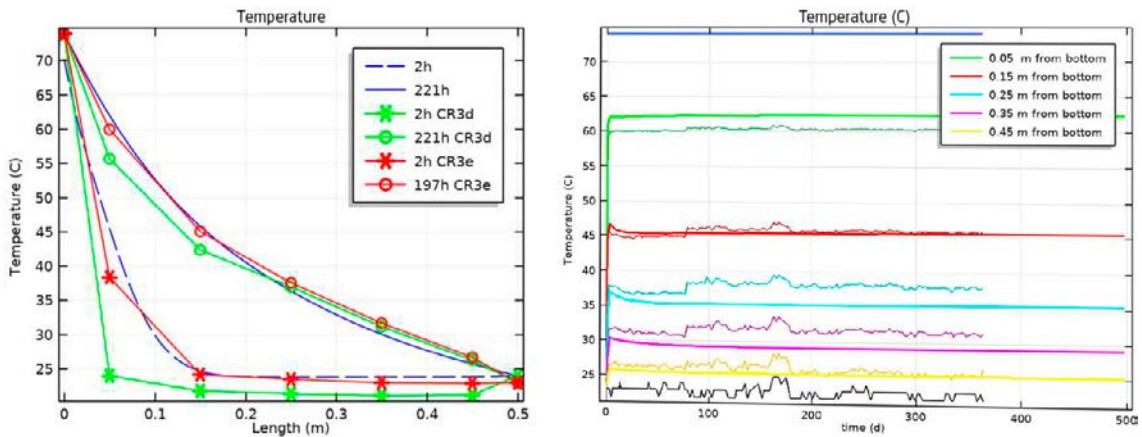 Temperature
70
65
60
55
50
45
40
35
30
25
Temperature (C)
0 0.1 0.2 0.3 0.4 0.5
Length (m)
2h
221h
2h CR3d
221h CR3d
2h CR3e
197h CR3e
Temperature (C)
70
65
60
55
50
45
40
35
30
25
Temperature (C)
0 100 200 300 400 500
time (d)
0.05 m from bottom
0.15 m from bottom
0.25 m from bottom
0.35 m from bottom
0.45 m from bottom